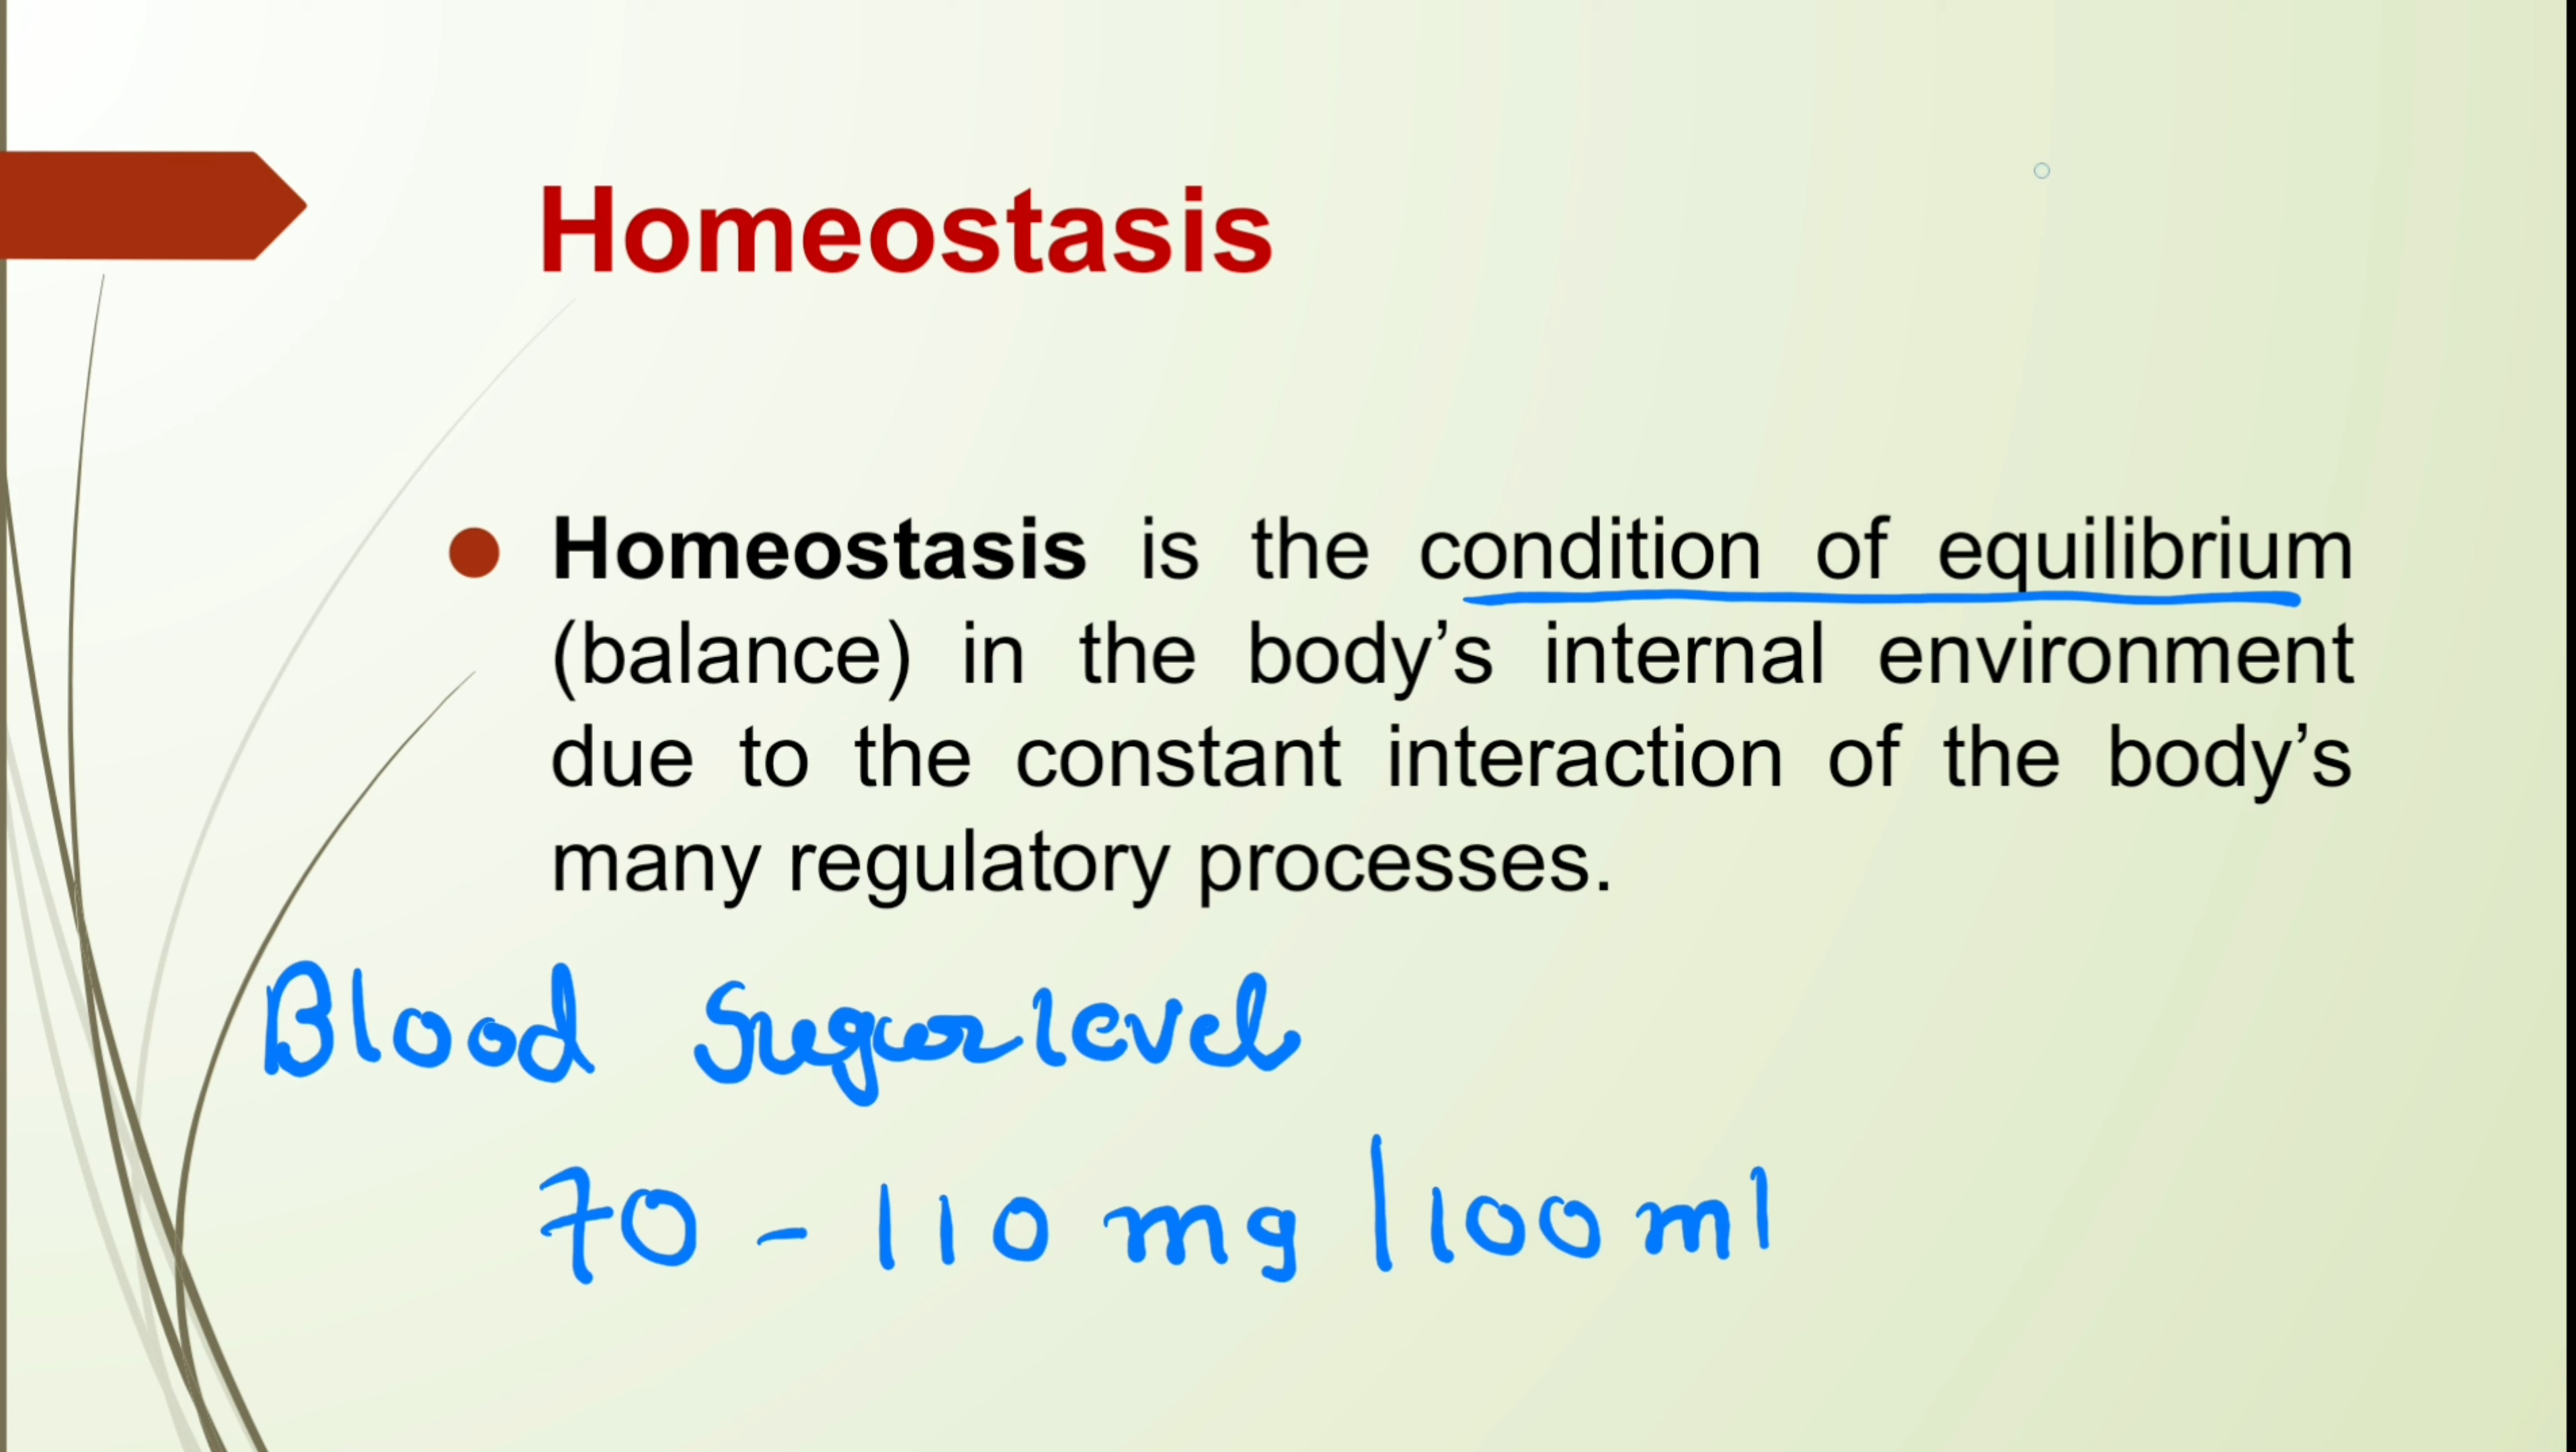 Homeostasis
Homeostasis is the condition of equilibrium
(balance) in the body’s internal environment
due to the constant interaction of the body’s
many regulatory processes.
Blood Sugar level
70 - 110 mg /100 ml